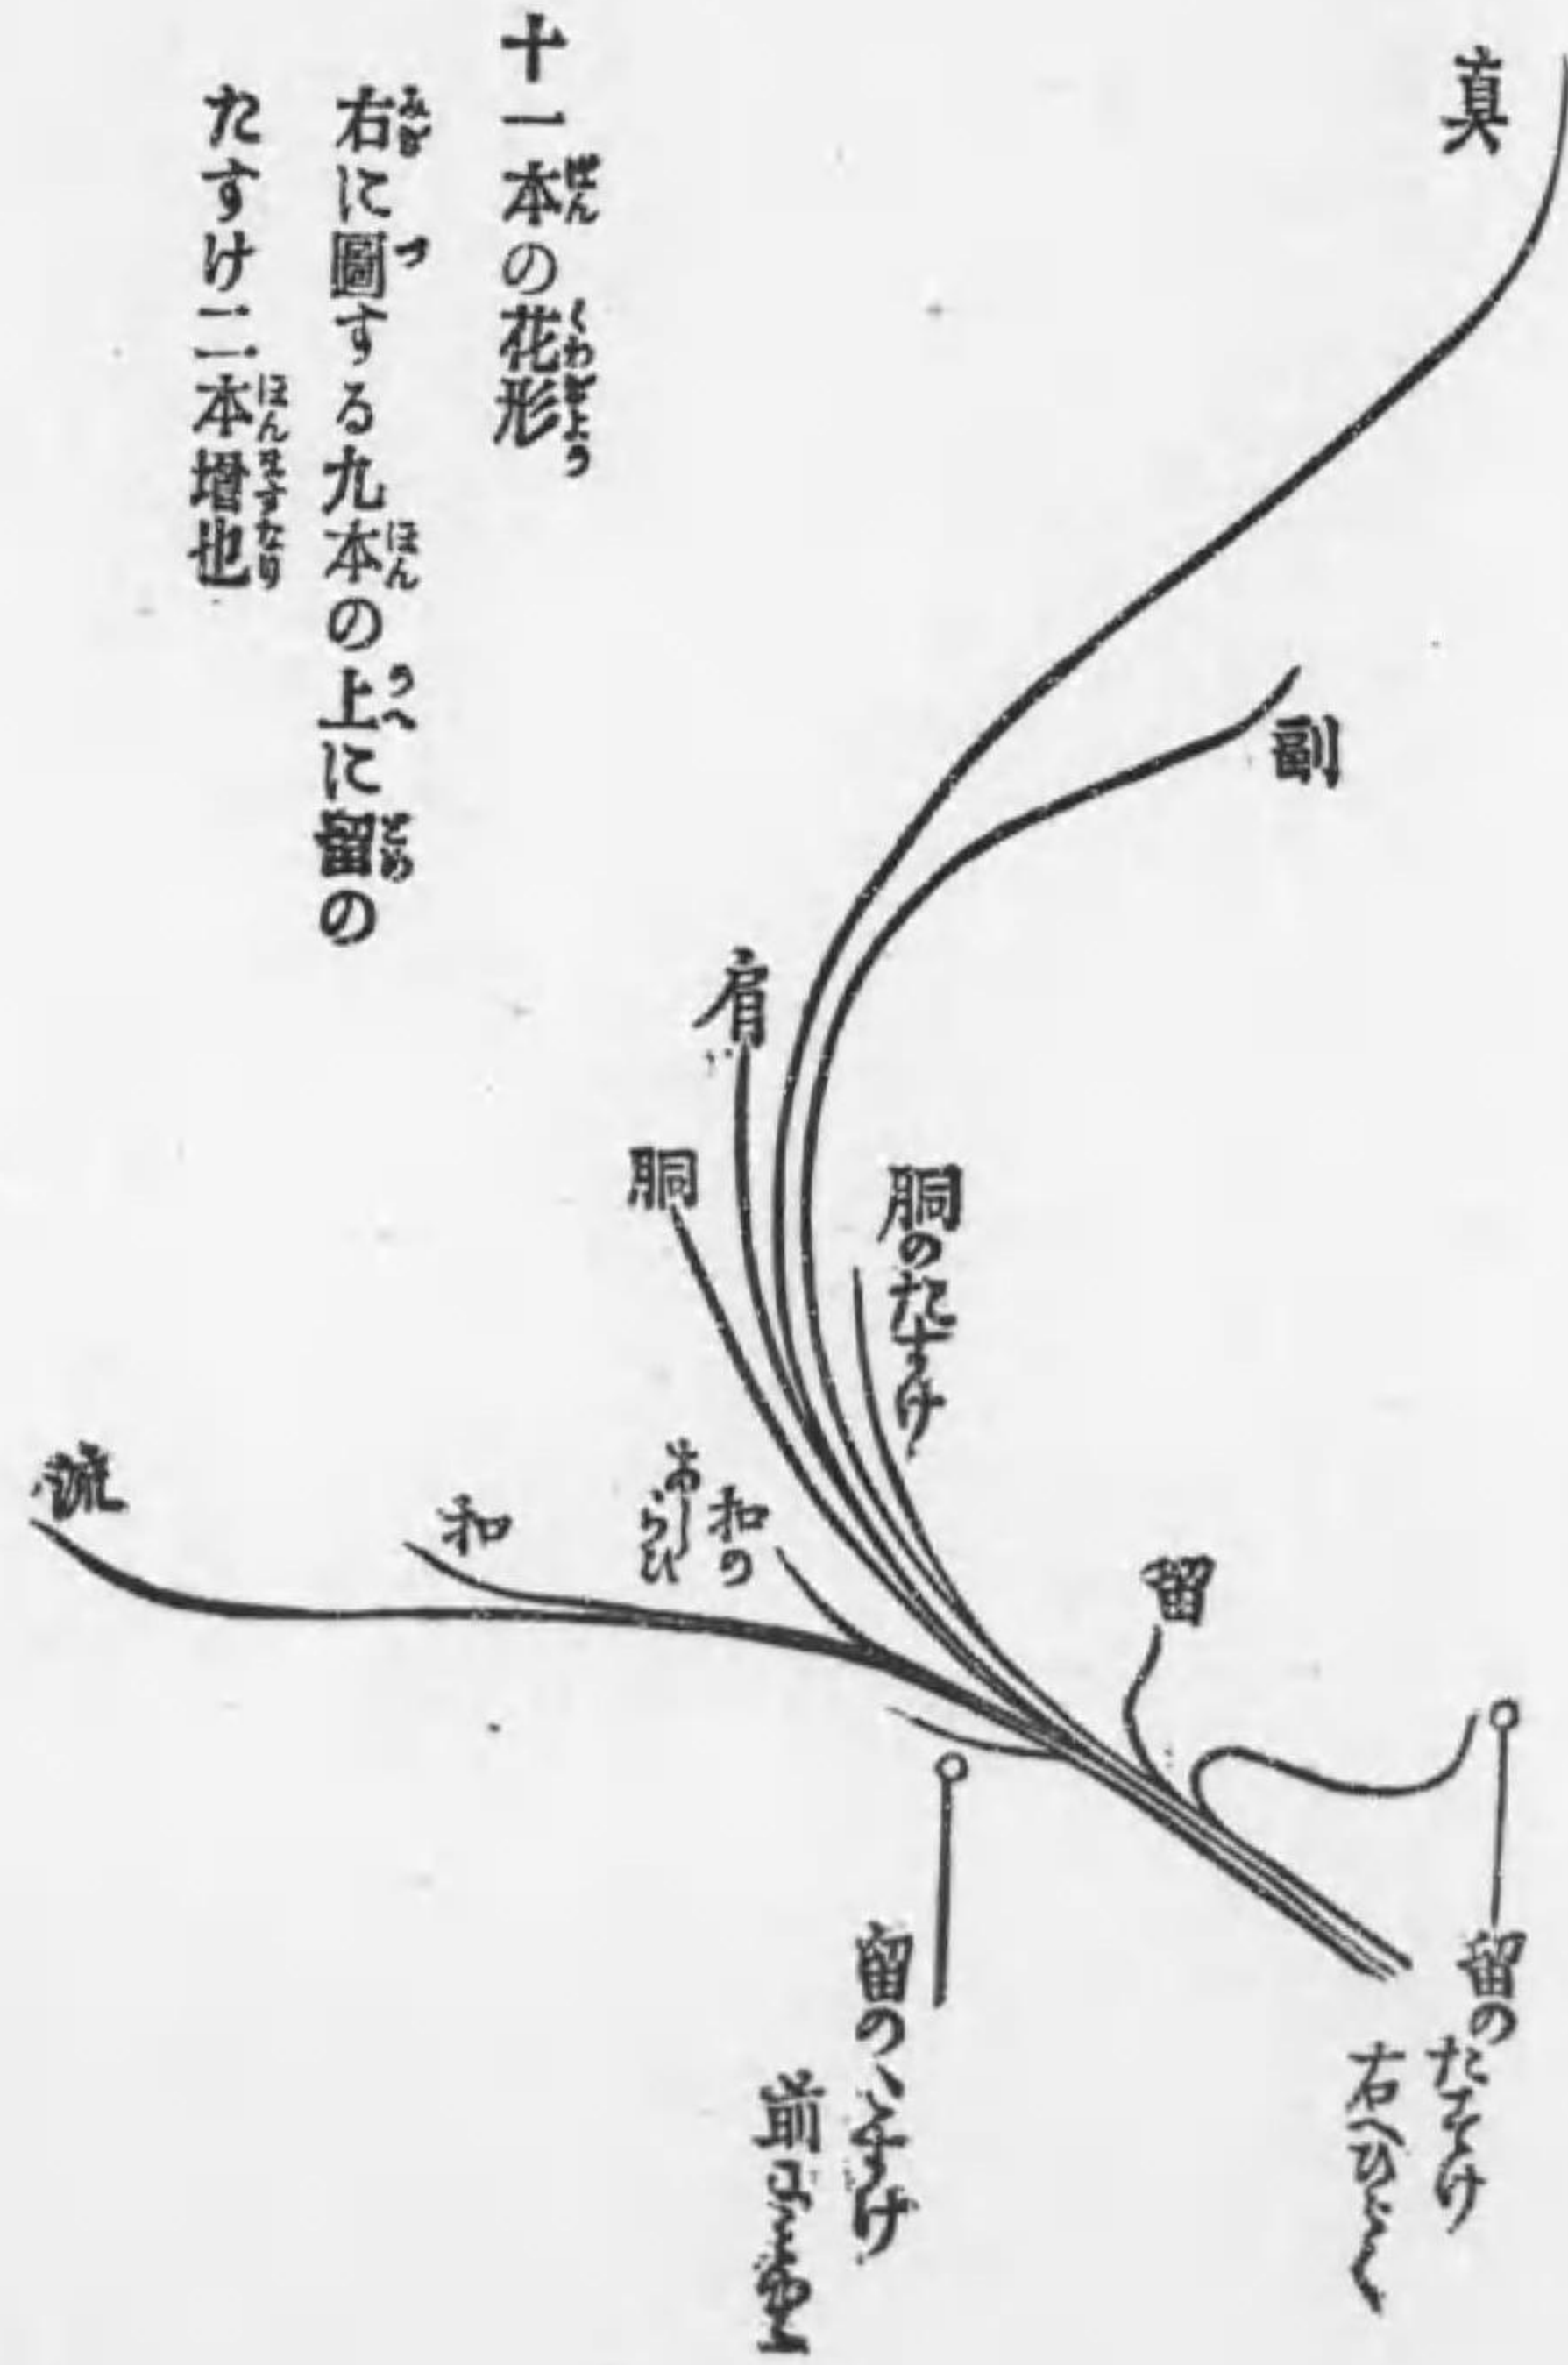 十一本の花形
右に圖する九本の上に留の
たすけ二本増也
真
副
肩
胴
胴のたすけ
留
和の
あしらひ
和
流
留の
たすけ
右へひらく
留のたすけ
前